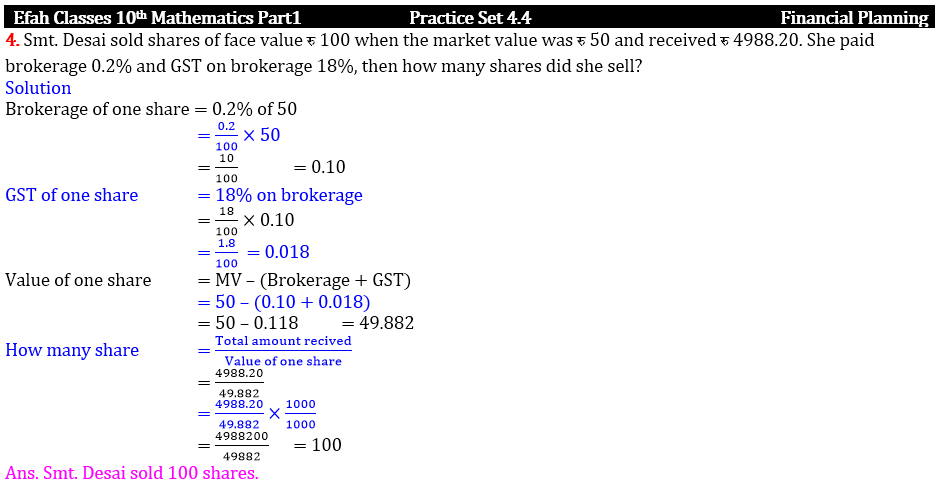 Efah Classes 10th Mathematics Part1 Practice Set 4.4 Financial Planning
4. Smt. Desai sold shares of face value ₹ 100 when the market value was ₹ 50 and received ₹ 4988.20. She paid
brokerage 0.2% and GST on brokerage 18%, then how many shares did she sell?
Solution
Brokerage of one share = 0.2% of 50
= 0.2/100 × 50
= 10/100 = 0.10
GST of one share = 18% on brokerage
= 18/100 × 0.10
= 1.8/100 = 0.018
Value of one share = MV – (Brokerage + GST)
= 50 – (0.10 + 0.018)
= 50 – 0.118 = 49.882
How many share = Total amount recived/Value of one share
= 4988.20/49.882
= 4988.20/49.882 × 1000/1000
= 4988200/49882 = 100
Ans. Smt. Desai sold 100 shares.